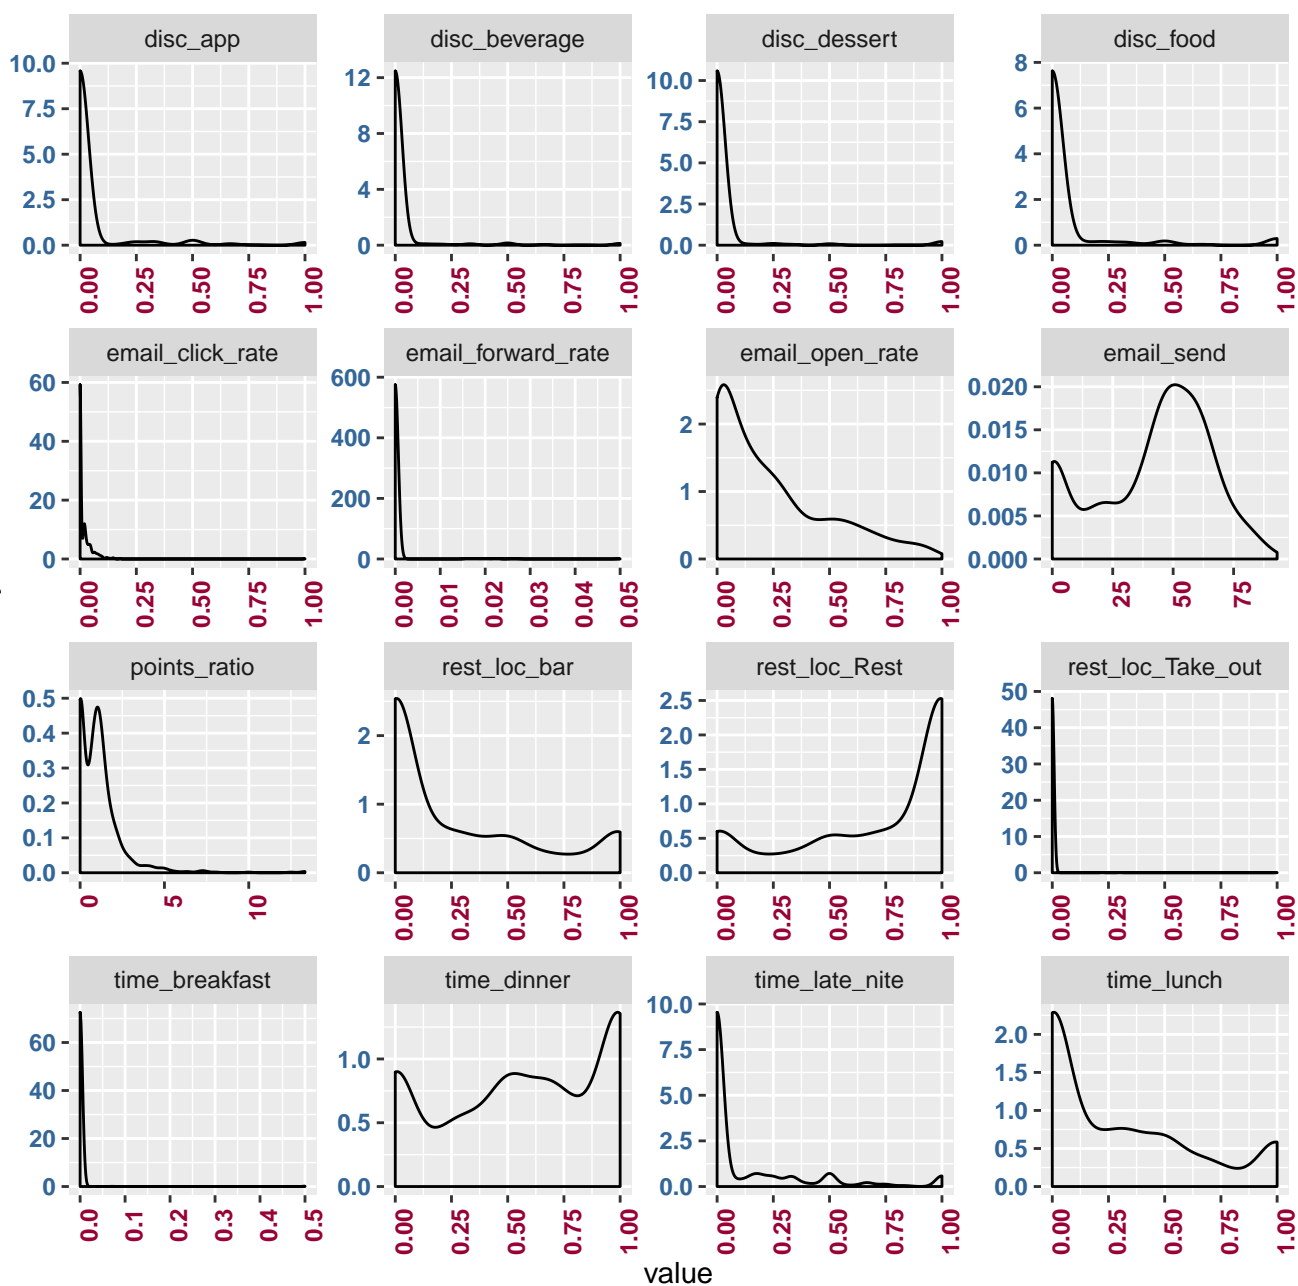 disc_app disc_beverage disc_dessert disc_food
10.0 12 10.0 8
7.5 8 7.5 6
5.0 4 5.0 4
2.5 0 2.5 2
0.0 0.0 0
0.00 0.25 0.50 0.75 1.00 0.00 0.25 0.50 0.75 1.00 0.00 0.25 0.50 0.75 1.00 0.00 0.25 0.50 0.75 1.00
email_click_rate email_forward_rate email_open_rate email_send
60 600 2 0.020
40 400 1 0.015
20 200 0 0.010
0 0 0.005
0.000
0.00 0.25 0.50 0.75 1.00 0.00 0.01 0.02 0.03 0.04 0.05 0.00 0.25 0.50 0.75 1.00 0 25 50 75
points_ratio rest_loc_bar rest_loc_Rest rest_loc_Take_out
0.5 2 2.5 50
0.4 1 2.0 40
0.3 0 1.5 30
0.2 1.0 20
0.1 0.5 10
0.0 0.0 0
0 5 10 0.00 0.25 0.50 0.75 1.00 0.00 0.25 0.50 0.75 1.00 0.00 0.25 0.50 0.75 1.00
time_breakfast time_dinner time_late_nite time_lunch
60 1.0 10.0 2.0
40 0.5 7.5 1.5
20 0.0 5.0 1.0
0 2.5 0.5
0.0 0.0
0.0 0.1 0.2 0.3 0.4 0.5 0.00 0.25 0.50 0.75 1.00 0.00 0.25 0.50 0.75 1.00 0.00 0.25 0.50 0.75 1.00
value